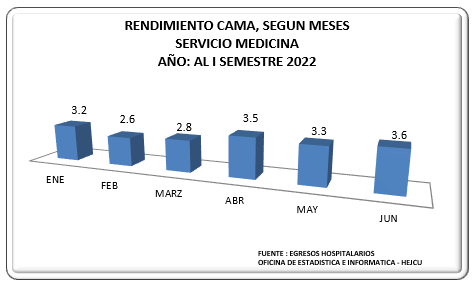 RENDIMIENTO CAMA, SEGUN MESES
SERVICIO MEDICINA
AÑO: AL I SEMESTRE 2022
3.2
2.6
2.8
3.5
3.3
3.6
ENE
FEB
MARZ
ABR
MAY
JUN
FUENTE : EGRESOS HOSPITALARIOS
OFICINA DE ESTADISTICA E INFORMATICA - HEJCU